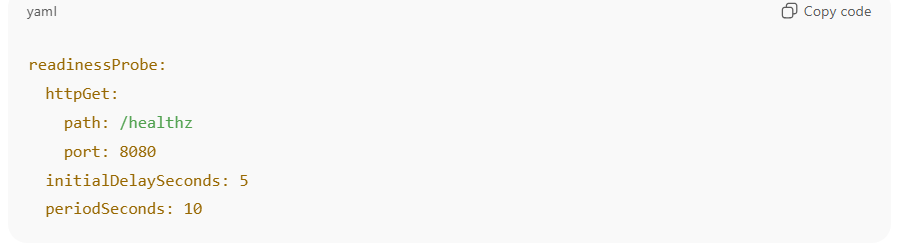 yaml
Copy code
readinessProbe:
  httpGet:
    path: /healthz
    port: 8080
  initialDelaySeconds: 5
  periodSeconds: 10